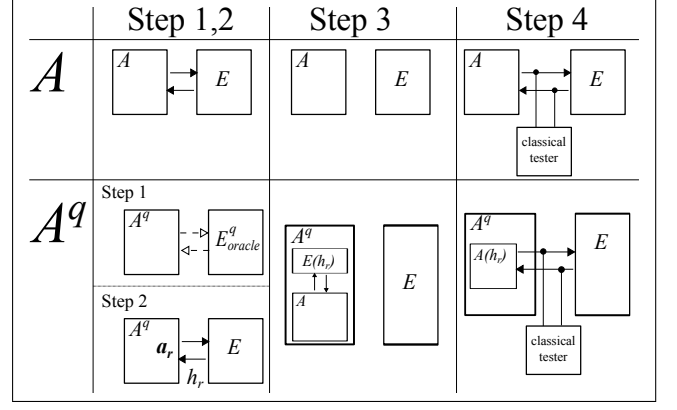 Step 1,2 Step 3 Step 4
A
A E
A E
A E
classical
tester
A^q
Step 1
A^q E^q_oracle
Step 2
A^q a_r E
h_r
A^q
E(h_r)
A
E
A^q
A(h_r)
E
classical
tester